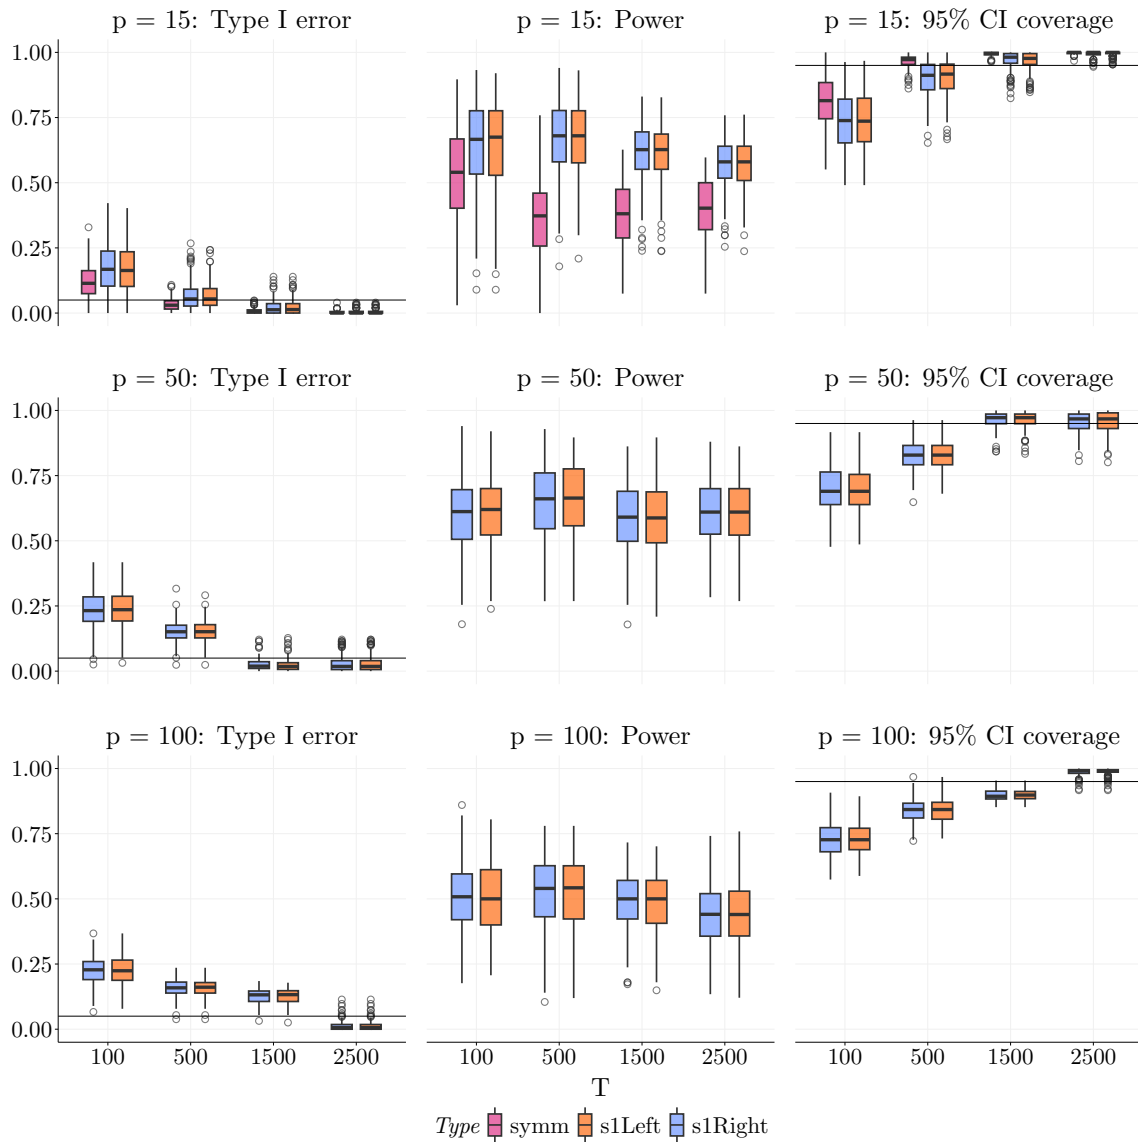 p = 15: Type I error
p = 15: Power
p = 15: 95% CI coverage
1.00
0.75
0.50
0.25
0.00
p = 50: Type I error
p = 50: Power
p = 50: 95% CI coverage
1.00
0.75
0.50
0.25
0.00
p = 100: Type I error
p = 100: Power
p = 100: 95% CI coverage
1.00
0.75
0.50
0.25
0.00
100 500 1500 2500
100 500 1500 2500
100 500 1500 2500
T
Type symm s1Left s1Right